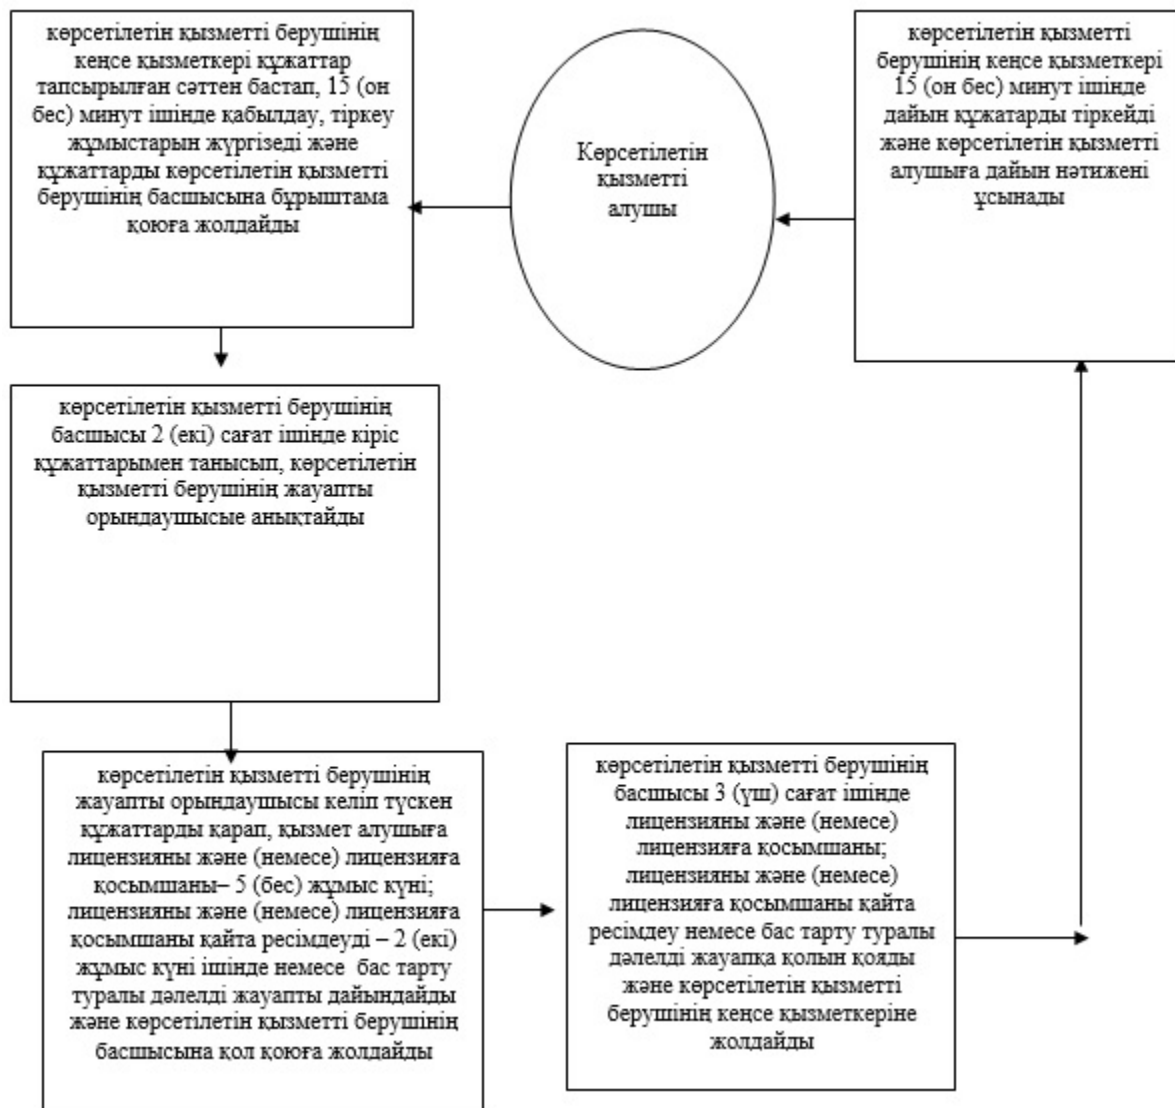 көрсетілетін қызметті берушінің
кеңсе қызметкері құжаттар
тапсырылған сәттен бастап, 15 (он
бес) минут ішінде қабылдау, тіркеу
жұмыстарын жүргізеді және
құжаттарды көрсетілетін қызметті
берушінің басшысына бұрыштама
қоюға жолдайды
Көрсетілетін
қызметті
алушы
көрсетілетін қызметті
берушінің кеңсе қызметкері
15 (он бес) минут ішінде
дайын құжатарды тіркейді
және көрсетілетін қызметті
алушыға дайын нәтижені
ұсынады
көрсетілетін қызметті берушінің
басшысы 2 (екі) сағат ішінде кіріс
құжаттарымен танысып, көрсетілетін
қызметті берушінің жауапты
орындаушысые анықтайды
көрсетілетін қызметті берушінің
жауапты орындаушысы келіп түскен
құжаттарды қарап, қызмет алушыға
лицензияны және (немесе) лицензияға
қосымшаны– 5 (бес) жұмыс күні;
лицензияны және (немесе) лицензияға
қосымшаны қайта ресімдеуді – 2 (екі)
жұмыс күні ішінде немесе бас тарту
туралы дәлелді жауапты дайындайды
және көрсетілетін қызметті берушінің
басшысына қол қоюға жолдайды
көрсетілетін қызметті берушінің
басшысы 3 (үш) сағат ішінде
лицензияны және (немесе)
лицензияға қосымшаны;
лицензияны және (немесе)
лицензияға қосымшаны қайта
ресімдеу немесе бас тарту туралы
дәлелді жауапқа қолын қояды
және көрсетілетін қызметті
берушінің кеңсе қызметкеріне
жолдайды